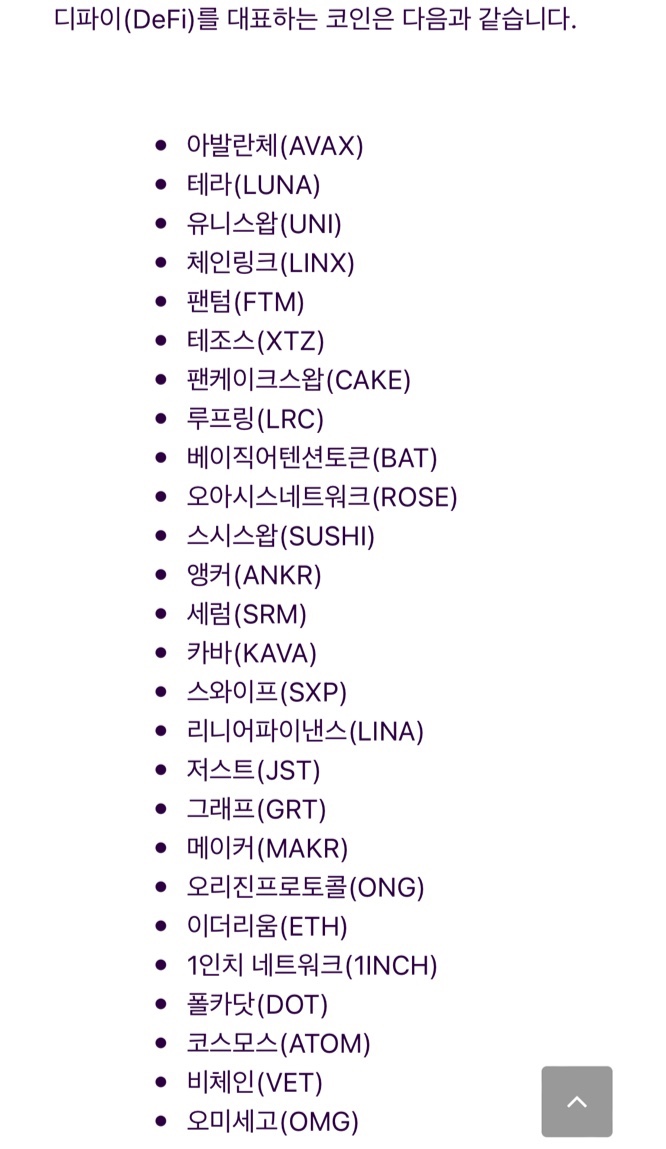 디파이(DeFi)를 대표하는 코인은 다음과 같습니다.
• 아발란체(AVAX)
• 테라(LUNA)
• 유니스왑(UNI)
• 체인링크(LINX)
• 팬텀(FTM)
• 테조스(XTZ)
• 팬케이크스왑(CAKE)
• 루프링(LRC)
• 베이직어텐션토큰(BAT)
• 오아시스네트워크(ROSE)
• 스시스왑(SUSHI)
• 앵커(ANKR)
• 세럼(SRM)
• 카바(KAVA)
• 스와이프(SXP)
• 리니어파이낸스(LINA)
• 저스트(JST)
• 그래프(GRT)
• 메이커(MAKR)
• 오리진프로토콜(ONG)
• 이더리움(ETH)
• 1인치 네트워크(1INCH)
• 폴카닷(DOT)
• 코스모스(ATOM)
• 비체인(VET)
• 오미세고(OMG)